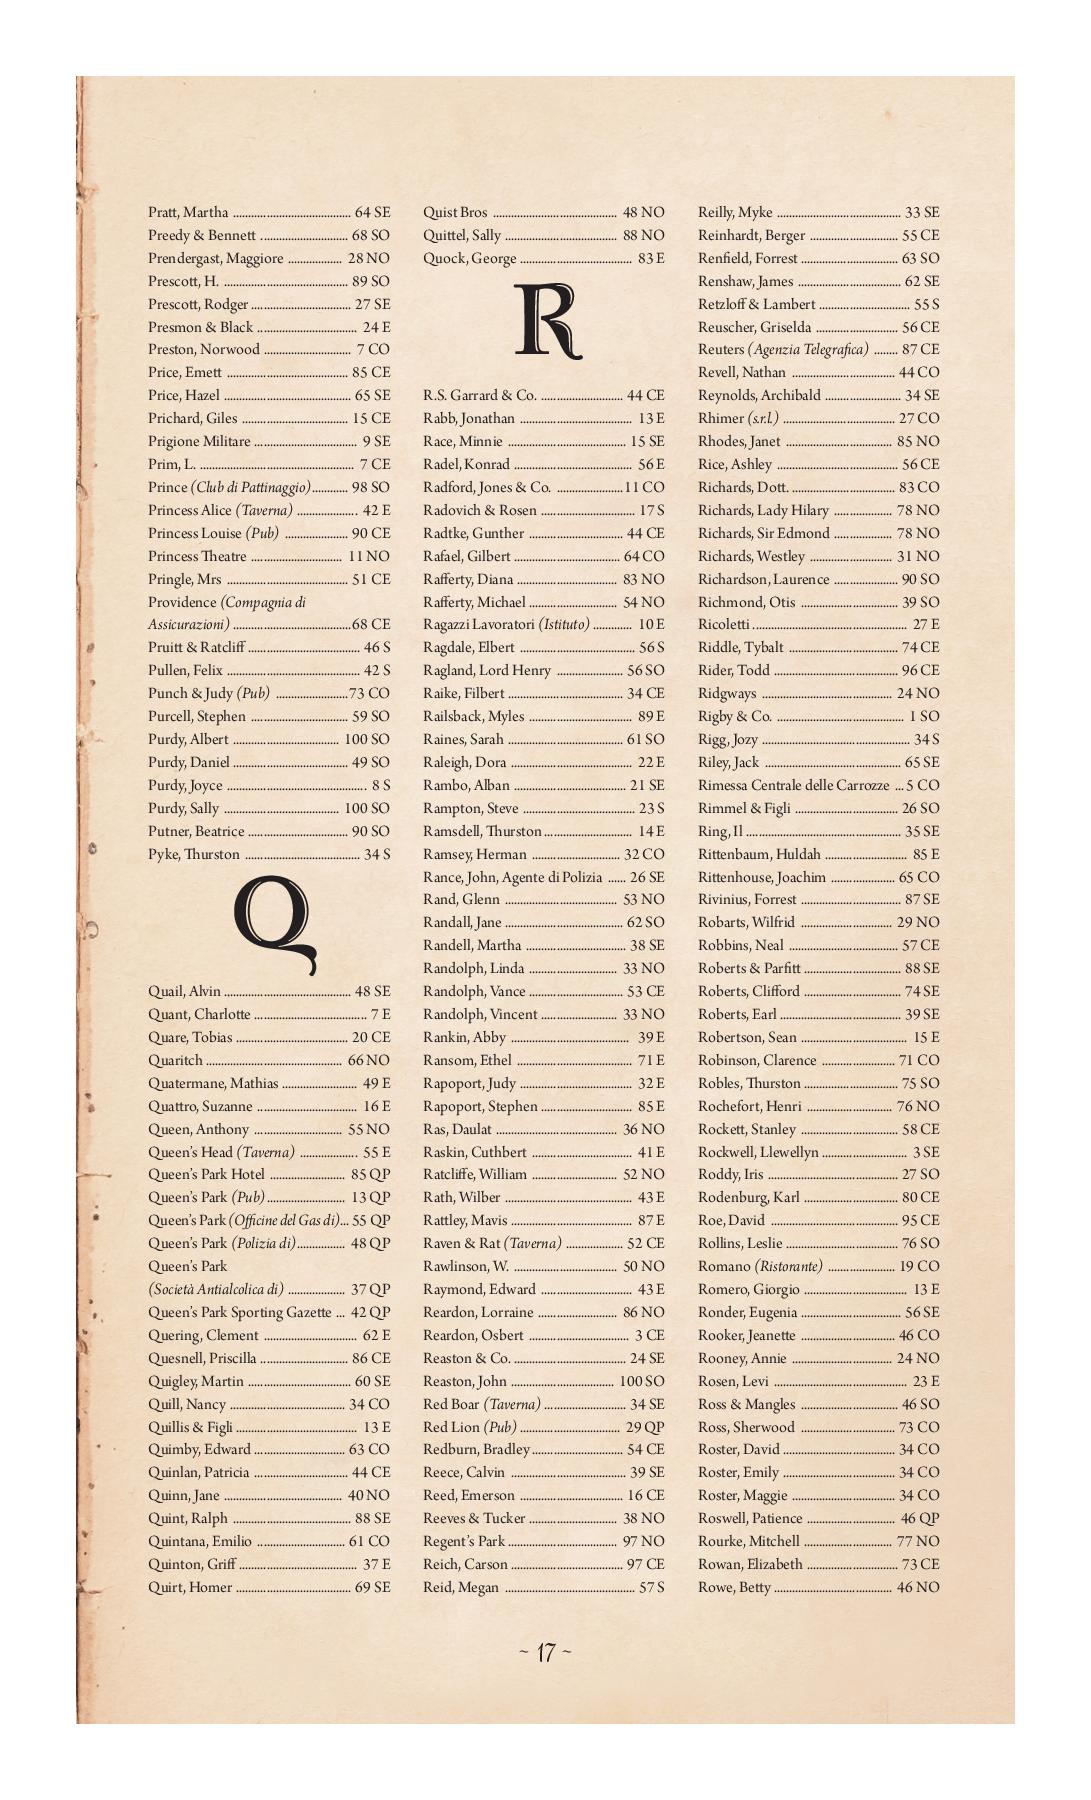 Pratt, Martha ................................ 64 SE
Preedy & Bennett ........................ 68 SO
Prendergast, Maggiore ............... 28 NO
Prescott, H. .................................. 89 SO
Prescott, Rodger .......................... 27 SE
Presmon & Black ........................... 24 E
Preston, Norwood ........................ 7 CO
Price, Emett ................................. 85 CE
Price, Hazel ................................... 65 SE
Prichard, Giles .............................. 15 CE
Prigione Militare ............................ 9 SE
Prim, L. ........................................... 7 CE
Prince (Club di Pattinaggio).......... 98 SO
Princess Alice (Taverna) ................ 42 E
Princess Louise (Pub) ................. 90 CE
Princess Theatre ......................... 11 NO
Pringle, Mrs ................................. 51 CE
Providence (Compagnia di
Assicurazioni) ................................68 CE
Pruitt & Ratcliff ............................... 46 S
Pullen, Felix ..................................... 42 S
Punch & Judy (Pub) ....................73 CO
Purcell, Stephen .......................... 59 SO
Purdy, Albert ............................. 100 SO
Purdy, Daniel ............................... 49 SO
Purdy, Joyce ....................................... 8 S
Purdy, Sally ................................ 100 SO
Putner, Beatrice ........................... 90 SO
Pyke, Thurston ............................... 34 S
Q
Quail, Alvin ................................... 48 SE
Quant, Charlotte ............................... 7 E
Quare, Tobias ............................... 20 CE
Quaritch ..................................... 66 NO
Quatermane, Mathias .................... 49 E
Quattro, Suzanne ........................... 16 E
Queen, Anthony ......................... 55 NO
Queen's Head (Taverna) ................ 55 E
Queen's Park Hotel ..................... 85 QP
Queen's Park (Pub)..................... 13 QP
Queen's Park (Officine del Gas di)... 55 QP
Queen's Park (Polizia di)............. 48 QP
Queen's Park
(Società Antialcolica di) ................ 37 QP
Queen's Park Sporting Gazette ... 42 QP
Quering, Clement .......................... 62 E
Quesnell, Priscilla ........................ 86 CE
Quigley, Martin ............................ 60 SE
Quill, Nancy ................................ 34 CO
Quillis & Figli ................................. 13 E
Quimby, Edward ......................... 63 CO
Quinlan, Patricia ......................... 44 CE
Quinn, Jane ................................. 40 NO
Quint, Ralph ................................. 88 SE
Quintana, Emilio ........................ 61 CO
Quinton, Griff ................................ 37 E
Quirt, Homer ................................ 69 SE
Quist Bros .................................. 48 NO
Quittel, Sally ............................... 88 NO
Quock, George ............................... 83 E
R
R.S. Garrard & Co. ...................... 44 CE
Rabb, Jonathan ............................... 13 E
Race, Minnie ................................. 15 SE
Radel, Konrad ................................ 56 E
Radford, Jones & Co. ..................11 CO
Radovich & Rosen .......................... 17 S
Radtke, Gunther .......................... 44 CE
Rafael, Gilbert ............................. 64 CO
Rafferty, Diana ............................ 83 NO
Rafferty, Michael ........................ 54 NO
Ragazzi Lavoratori (Istituto) .......... 10 E
Ragdale, Elbert ................................ 56 S
Ragland, Lord Henry .................... 56 SO
Raike, Filbert ................................ 34 CE
Railsback, Myles ............................. 89 E
Raines, Sarah ................................ 61 SO
Raleigh, Dora ................................. 22 E
Rambo, Alban ............................... 21 SE
Rampton, Steve ............................... 23 S
Ramsdell, Thurston........................ 14 E
Ramsey, Herman ........................ 32 CO
Rance, John, Agente di Polizia ...... 26 SE
Rand, Glenn ................................ 53 NO
Randall, Jane ................................ 62 SO
Randell, Martha ............................ 38 SE
Randolph, Linda ......................... 33 NO
Randolph, Vance .......................... 53 CE
Randolph, Vincent ...................... 33 NO
Rankin, Abby .................................. 39 E
Ransom, Ethel ................................ 71 E
Rapoport, Judy ............................... 32 E
Rapoport, Stephen ......................... 85 E
Ras, Daulat .................................. 36 NO
Raskin, Cuthbert ............................ 41 E
Ratcliffe, William ........................ 52 NO
Rath, Wilber ................................... 43 E
Rattley, Mavis ................................. 87 E
Raven & Rat (Taverna) ................ 52 CE
Rawlinson, W. ............................. 50 NO
Raymond, Edward ......................... 43 E
Reardon, Lorraine ....................... 86 NO
Reardon, Osbert ............................ 3 CE
Reaston & Co. ............................... 24 SE
Reaston, John ............................ 100 SO
Red Boar (Taverna) ....................... 34 SE
Red Lion (Pub) ............................ 29 QP
Redburn, Bradley.......................... 54 CE
Reece, Calvin ................................ 39 SE
Reed, Emerson ............................. 16 CE
Reeves & Tucker ......................... 38 NO
Regent's Park ............................... 97 NO
Reich, Carson ............................... 97 CE
Reid, Megan ................................... 57 S
Reilly, Myke .................................. 33 SE
Reinhardt, Berger ........................ 55 CE
Renfield, Forrest .......................... 63 SO
Renshaw, James ............................ 62 SE
Retzloff & Lambert ......................... 55 S
Reuscher, Griselda ....................... 56 CE
Reuters (Agenzia Telegrafica) ....... 87 CE
Revell, Nathan ............................ 44 CO
Reynolds, Archibald ..................... 34 SE
Rhimer (s.r.l.) ............................... 27 CO
Rhodes, Janet .............................. 85 NO
Rice, Ashley ................................. 56 CE
Richards, Dott. ............................ 83 CO
Richards, Lady Hilary ................. 78 NO
Richards, Sir Edmond ................. 78 NO
Richards, Westley ....................... 31 NO
Richardson, Laurence .................. 90 SO
Richmond, Otis ........................... 39 SO
Ricoletti .......................................... 27 E
Riddle, Tybalt ............................... 74 CE
Rider, Todd .................................. 96 CE
Ridgways .................................... 24 NO
Rigby & Co. ................................... 1 SO
Rigg, Jozy ........................................ 34 S
Riley, Jack ..................................... 65 SE
Rimessa Centrale delle Carrozze ...5 CO
Rimmel & Figli ............................ 26 SO
Ring, Il .......................................... 35 SE
Rittenbaum, Huldah ...................... 85 E
Rittenhouse, Joachim .................. 65 CO
Rivinius, Forrest ........................... 87 SE
Robarts, Wilfrid .......................... 29 NO
Robbins, Neal .............................. 57 CE
Roberts & Parfitt .......................... 88 SE
Roberts, Clifford ........................... 74 SE
Roberts, Earl ................................. 39 SE
Robertson, Sean ............................. 15 E
Robinson, Clarence .................... 71 CO
Robles, Thurston .......................... 75 SO
Rochefort, Henri ........................ 76 NO
Rockett, Stanley ........................... 58 CE
Rockwell, Llewellyn ....................... 3 SE
Roddy, Iris ................................... 27 SO
Rodenburg, Karl .......................... 80 CE
Roe, David ................................... 95 CE
Rollins, Leslie ............................... 76 SO
Romano (Ristorante) .................. 19 CO
Romero, Giorgio ............................ 13 E
Ronder, Eugenia ........................... 56 SE
Rooker, Jeanette ......................... 46 CO
Rooney, Annie ............................ 24 NO
Rosen, Levi ..................................... 23 E
Ross & Mangles ............................ 46 SO
Ross, Sherwood .......................... 73 CO
Roster, David .............................. 34 CO
Roster, Emily .............................. 34 CO
Roster, Maggie ............................ 34 CO
Roswell, Patience ........................ 46 QP
Rourke, Mitchell ......................... 77 NO
Rowan, Elizabeth ......................... 73 CE
Rowe, Betty ................................. 46 NO
~ 17 ~